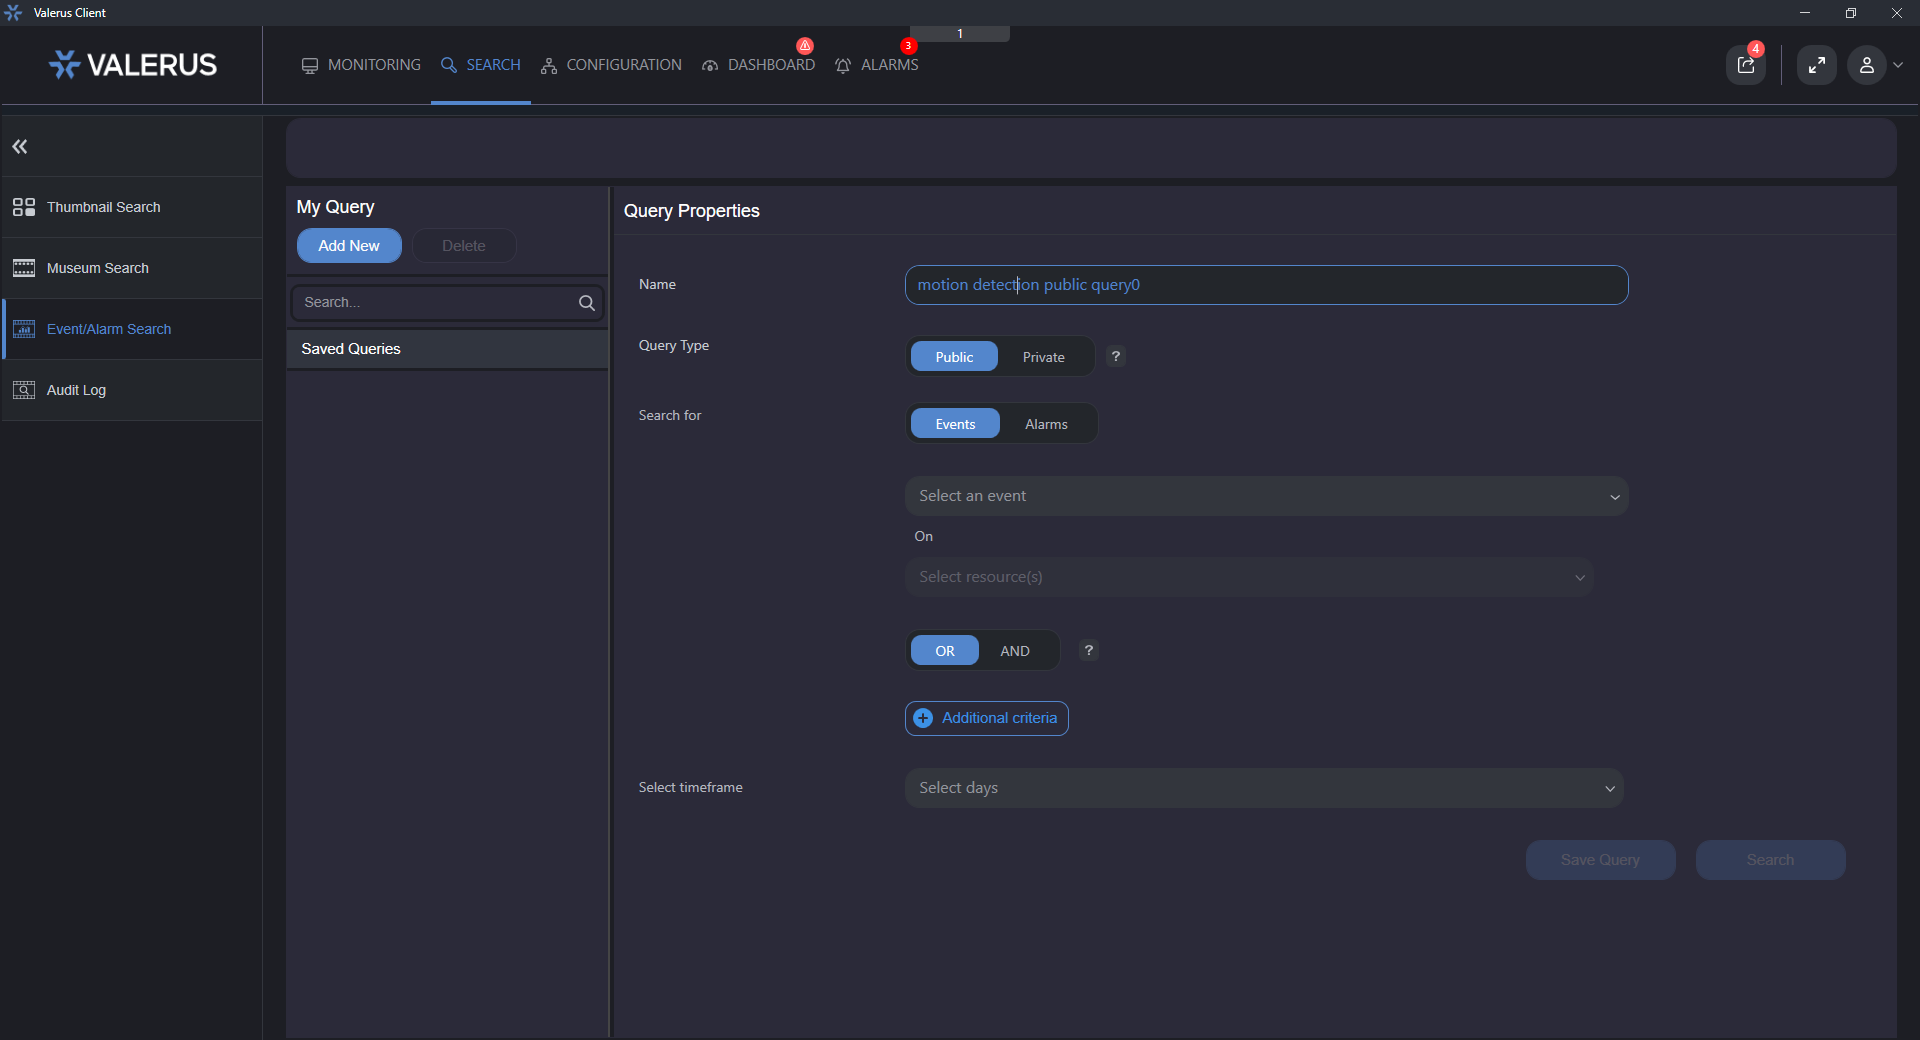 Valerus Client
1
VALERUS
MONITORING
SEARCH
CONFIGURATION
DASHBOARD
3
ALARMS
4
Thumbnail Search
Museum Search
Event/Alarm Search
Audit Log
My Query
Add New
Delete
Search...
Saved Queries
Query Properties
Name
motion detection public query0
Query Type
Public
Private
?
Search for
Events
Alarms
Select an event
On
Select resource(s)
OR
AND
?
Additional criteria
Select timeframe
Select days
Save Query
Search